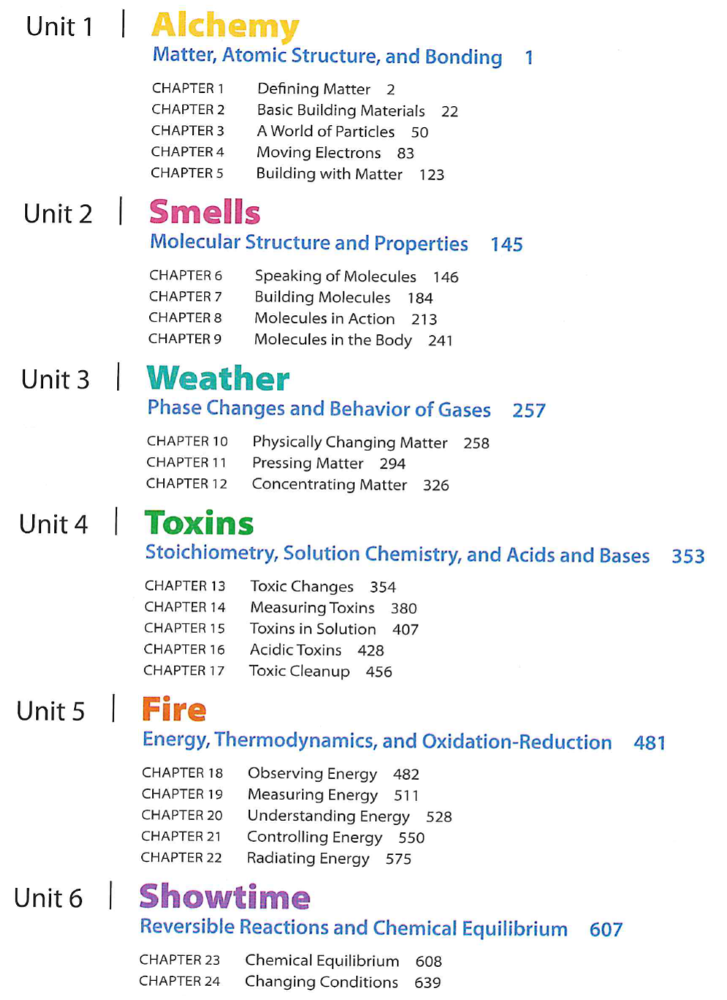 Unit 1 | Alchemy
Matter, Atomic Structure, and Bonding 1
CHAPTER 1 Defining Matter 2
CHAPTER 2 Basic Building Materials 22
CHAPTER 3 A World of Particles 50
CHAPTER 4 Moving Electrons 83
CHAPTER 5 Building with Matter 123
Unit 2 | Smells
Molecular Structure and Properties 145
CHAPTER 6 Speaking of Molecules 146
CHAPTER 7 Building Molecules 184
CHAPTER 8 Molecules in Action 213
CHAPTER 9 Molecules in the Body 241
Unit 3 | Weather
Phase Changes and Behavior of Gases 257
CHAPTER 10 Physically Changing Matter 258
CHAPTER 11 Pressing Matter 294
CHAPTER 12 Concentrating Matter 326
Unit 4 | Toxins
Stoichiometry, Solution Chemistry, and Acids and Bases 353
CHAPTER 13 Toxic Changes 354
CHAPTER 14 Measuring Toxins 380
CHAPTER 15 Toxins in Solution 407
CHAPTER 16 Acidic Toxins 428
CHAPTER 17 Toxic Cleanup 456
Unit 5 | Fire
Energy, Thermodynamics, and Oxidation-Reduction 481
CHAPTER 18 Observing Energy 482
CHAPTER 19 Measuring Energy 511
CHAPTER 20 Understanding Energy 528
CHAPTER 21 Controlling Energy 550
CHAPTER 22 Radiating Energy 575
Unit 6 | Showtime
Reversible Reactions and Chemical Equilibrium 607
CHAPTER 23 Chemical Equilibrium 608
CHAPTER 24 Changing Conditions 639